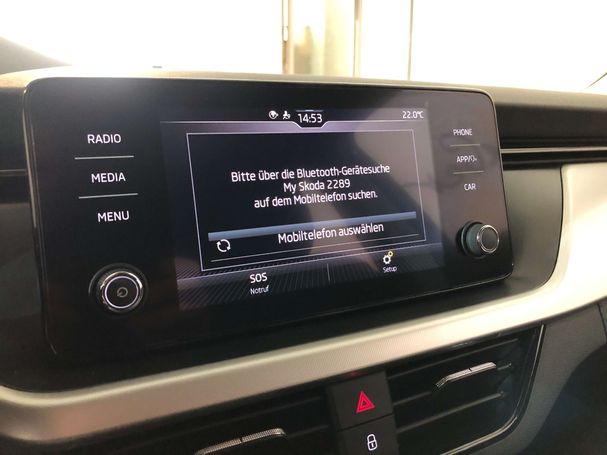 14:53
22.0°C
RADIO
MEDIA
MENU
PHONE
APP/
CAR
Bitte über die Bluetooth-Gerätesuche
My Skoda 2289
auf dem Mobiltelefon suchen.
Mobiltelefon auswählen
SOS
Notruf
Setup